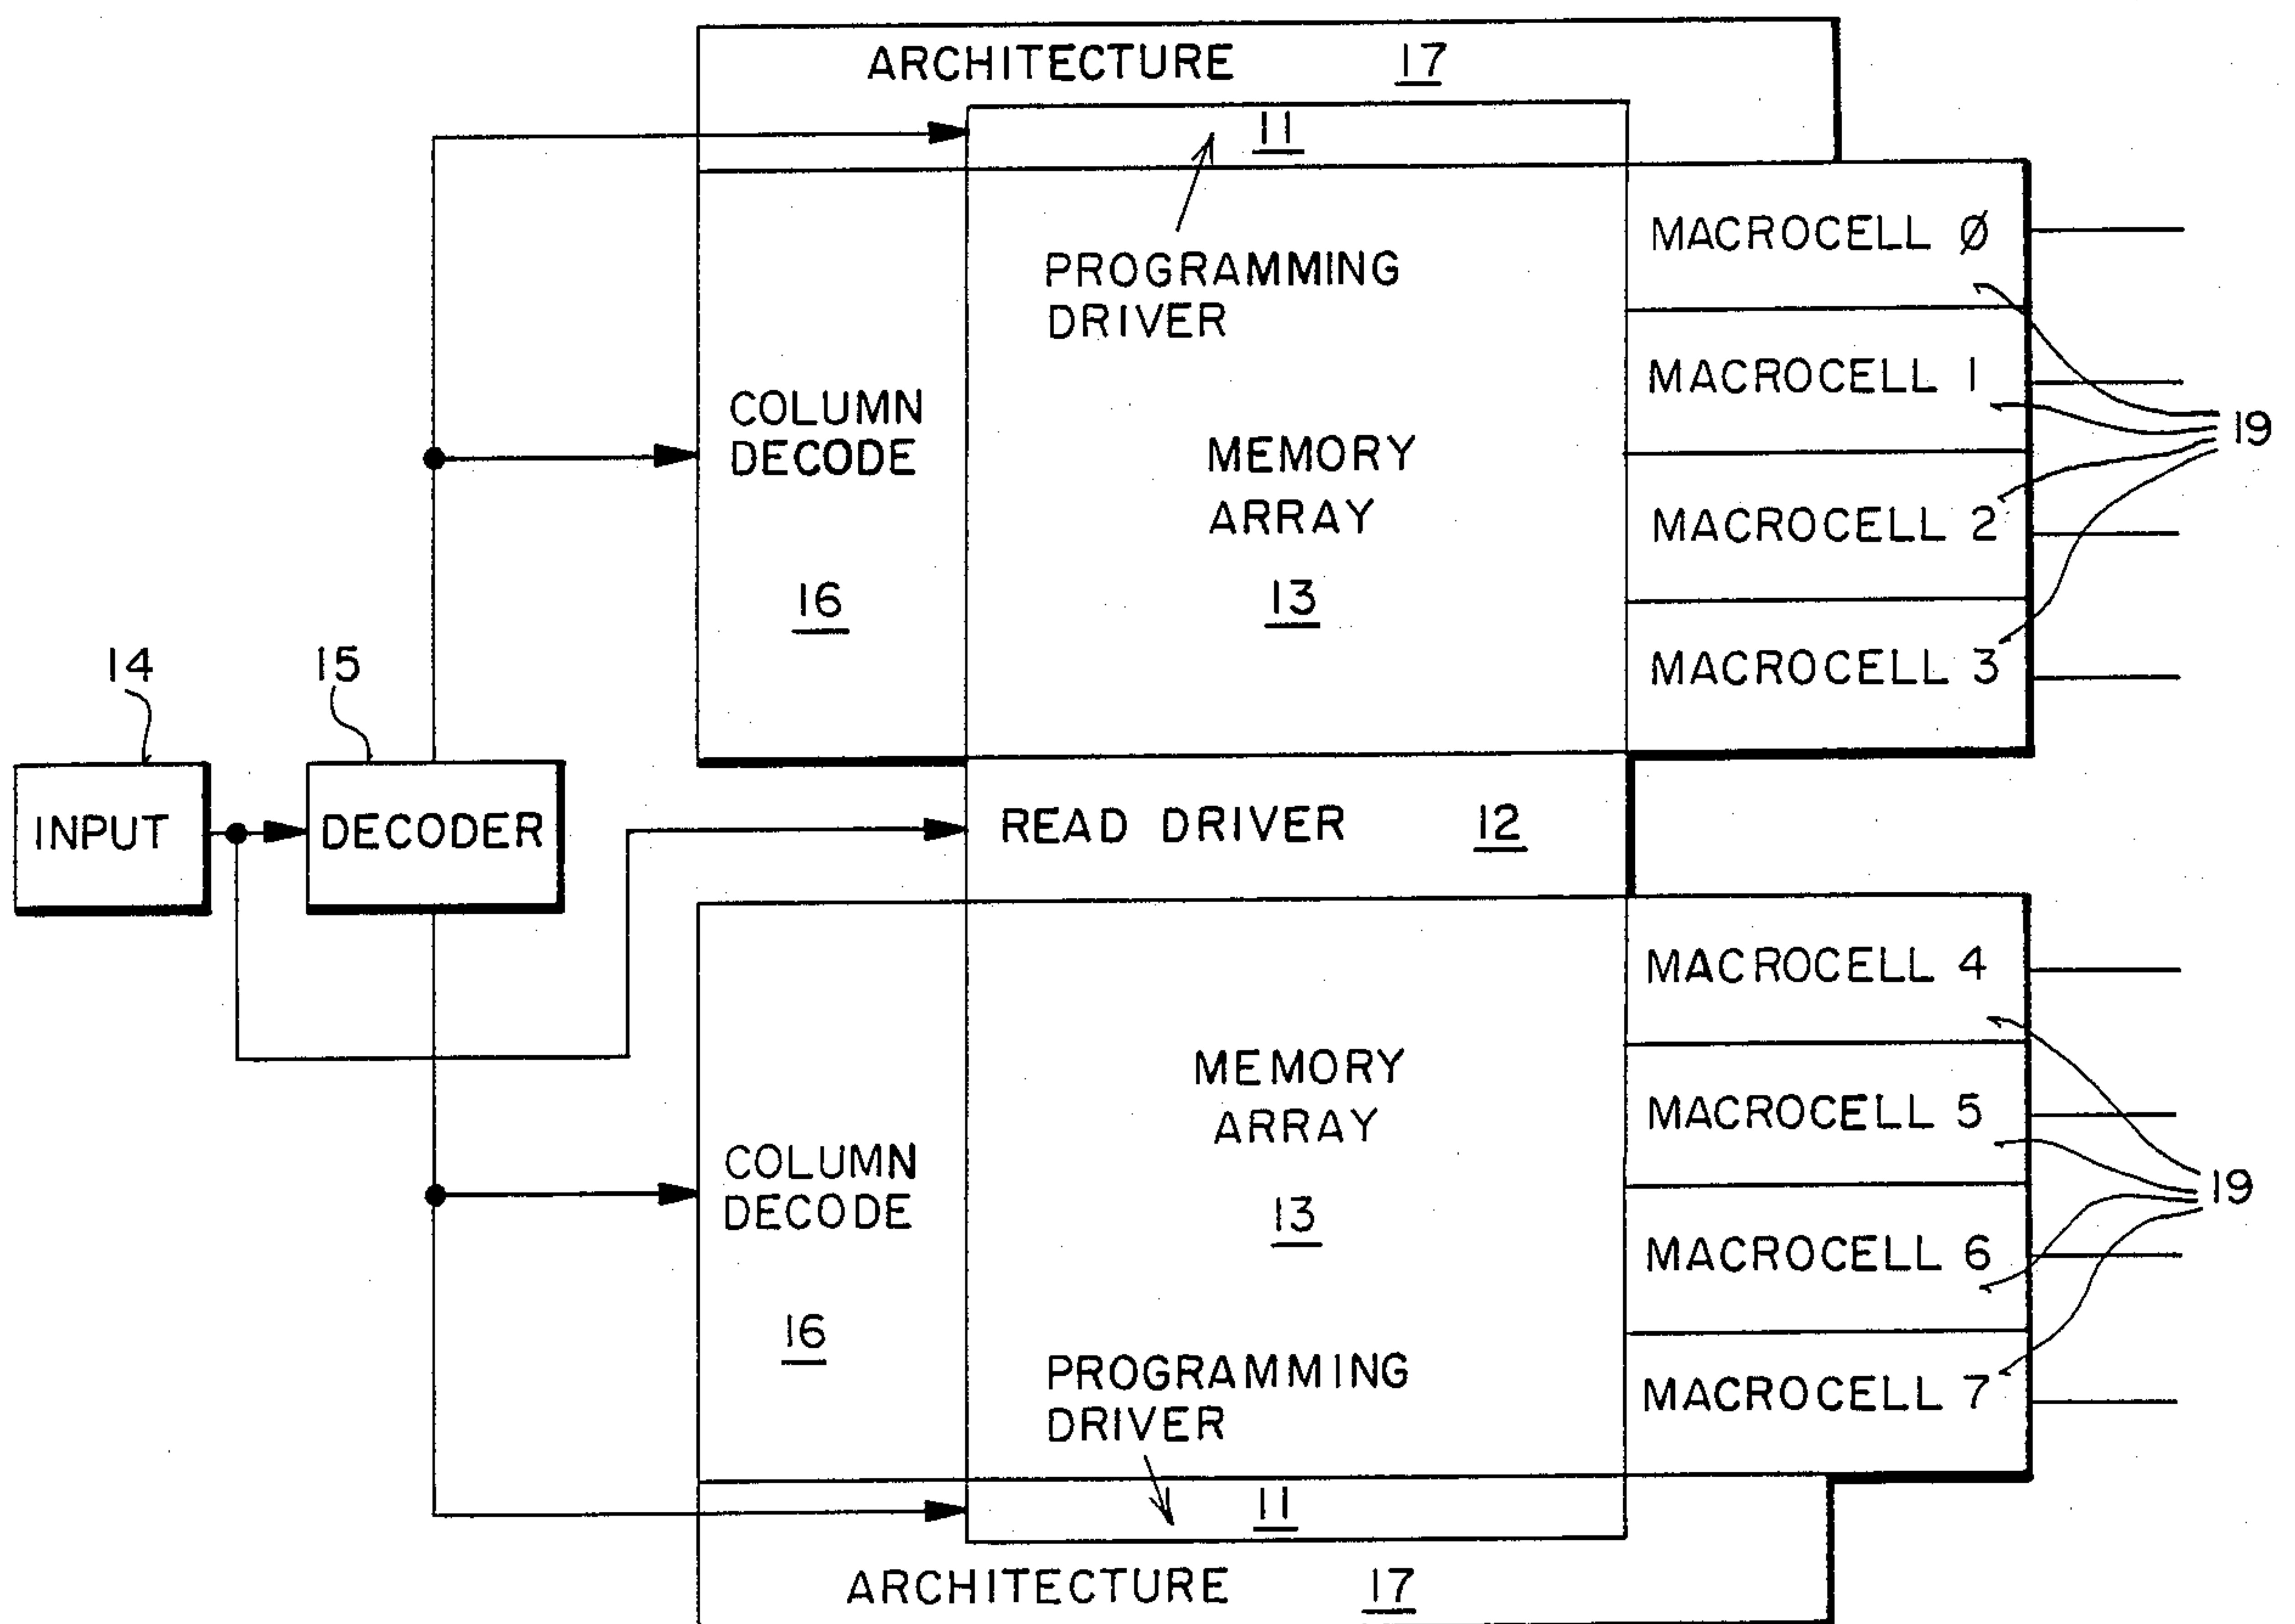 ARCHITECTURE 17
11
PROGRAMMING
DRIVER
COLUMN
DECODE
16
MEMORY
ARRAY
13
MACROCELL Ø
MACROCELL 1
MACROCELL 2
MACROCELL 3
19
14
15
INPUT
DECODER
READ DRIVER 12
COLUMN
DECODE
16
MEMORY
ARRAY
13
PROGRAMMING
DRIVER
11
MACROCELL 4
MACROCELL 5
MACROCELL 6
MACROCELL 7
19
ARCHITECTURE 17